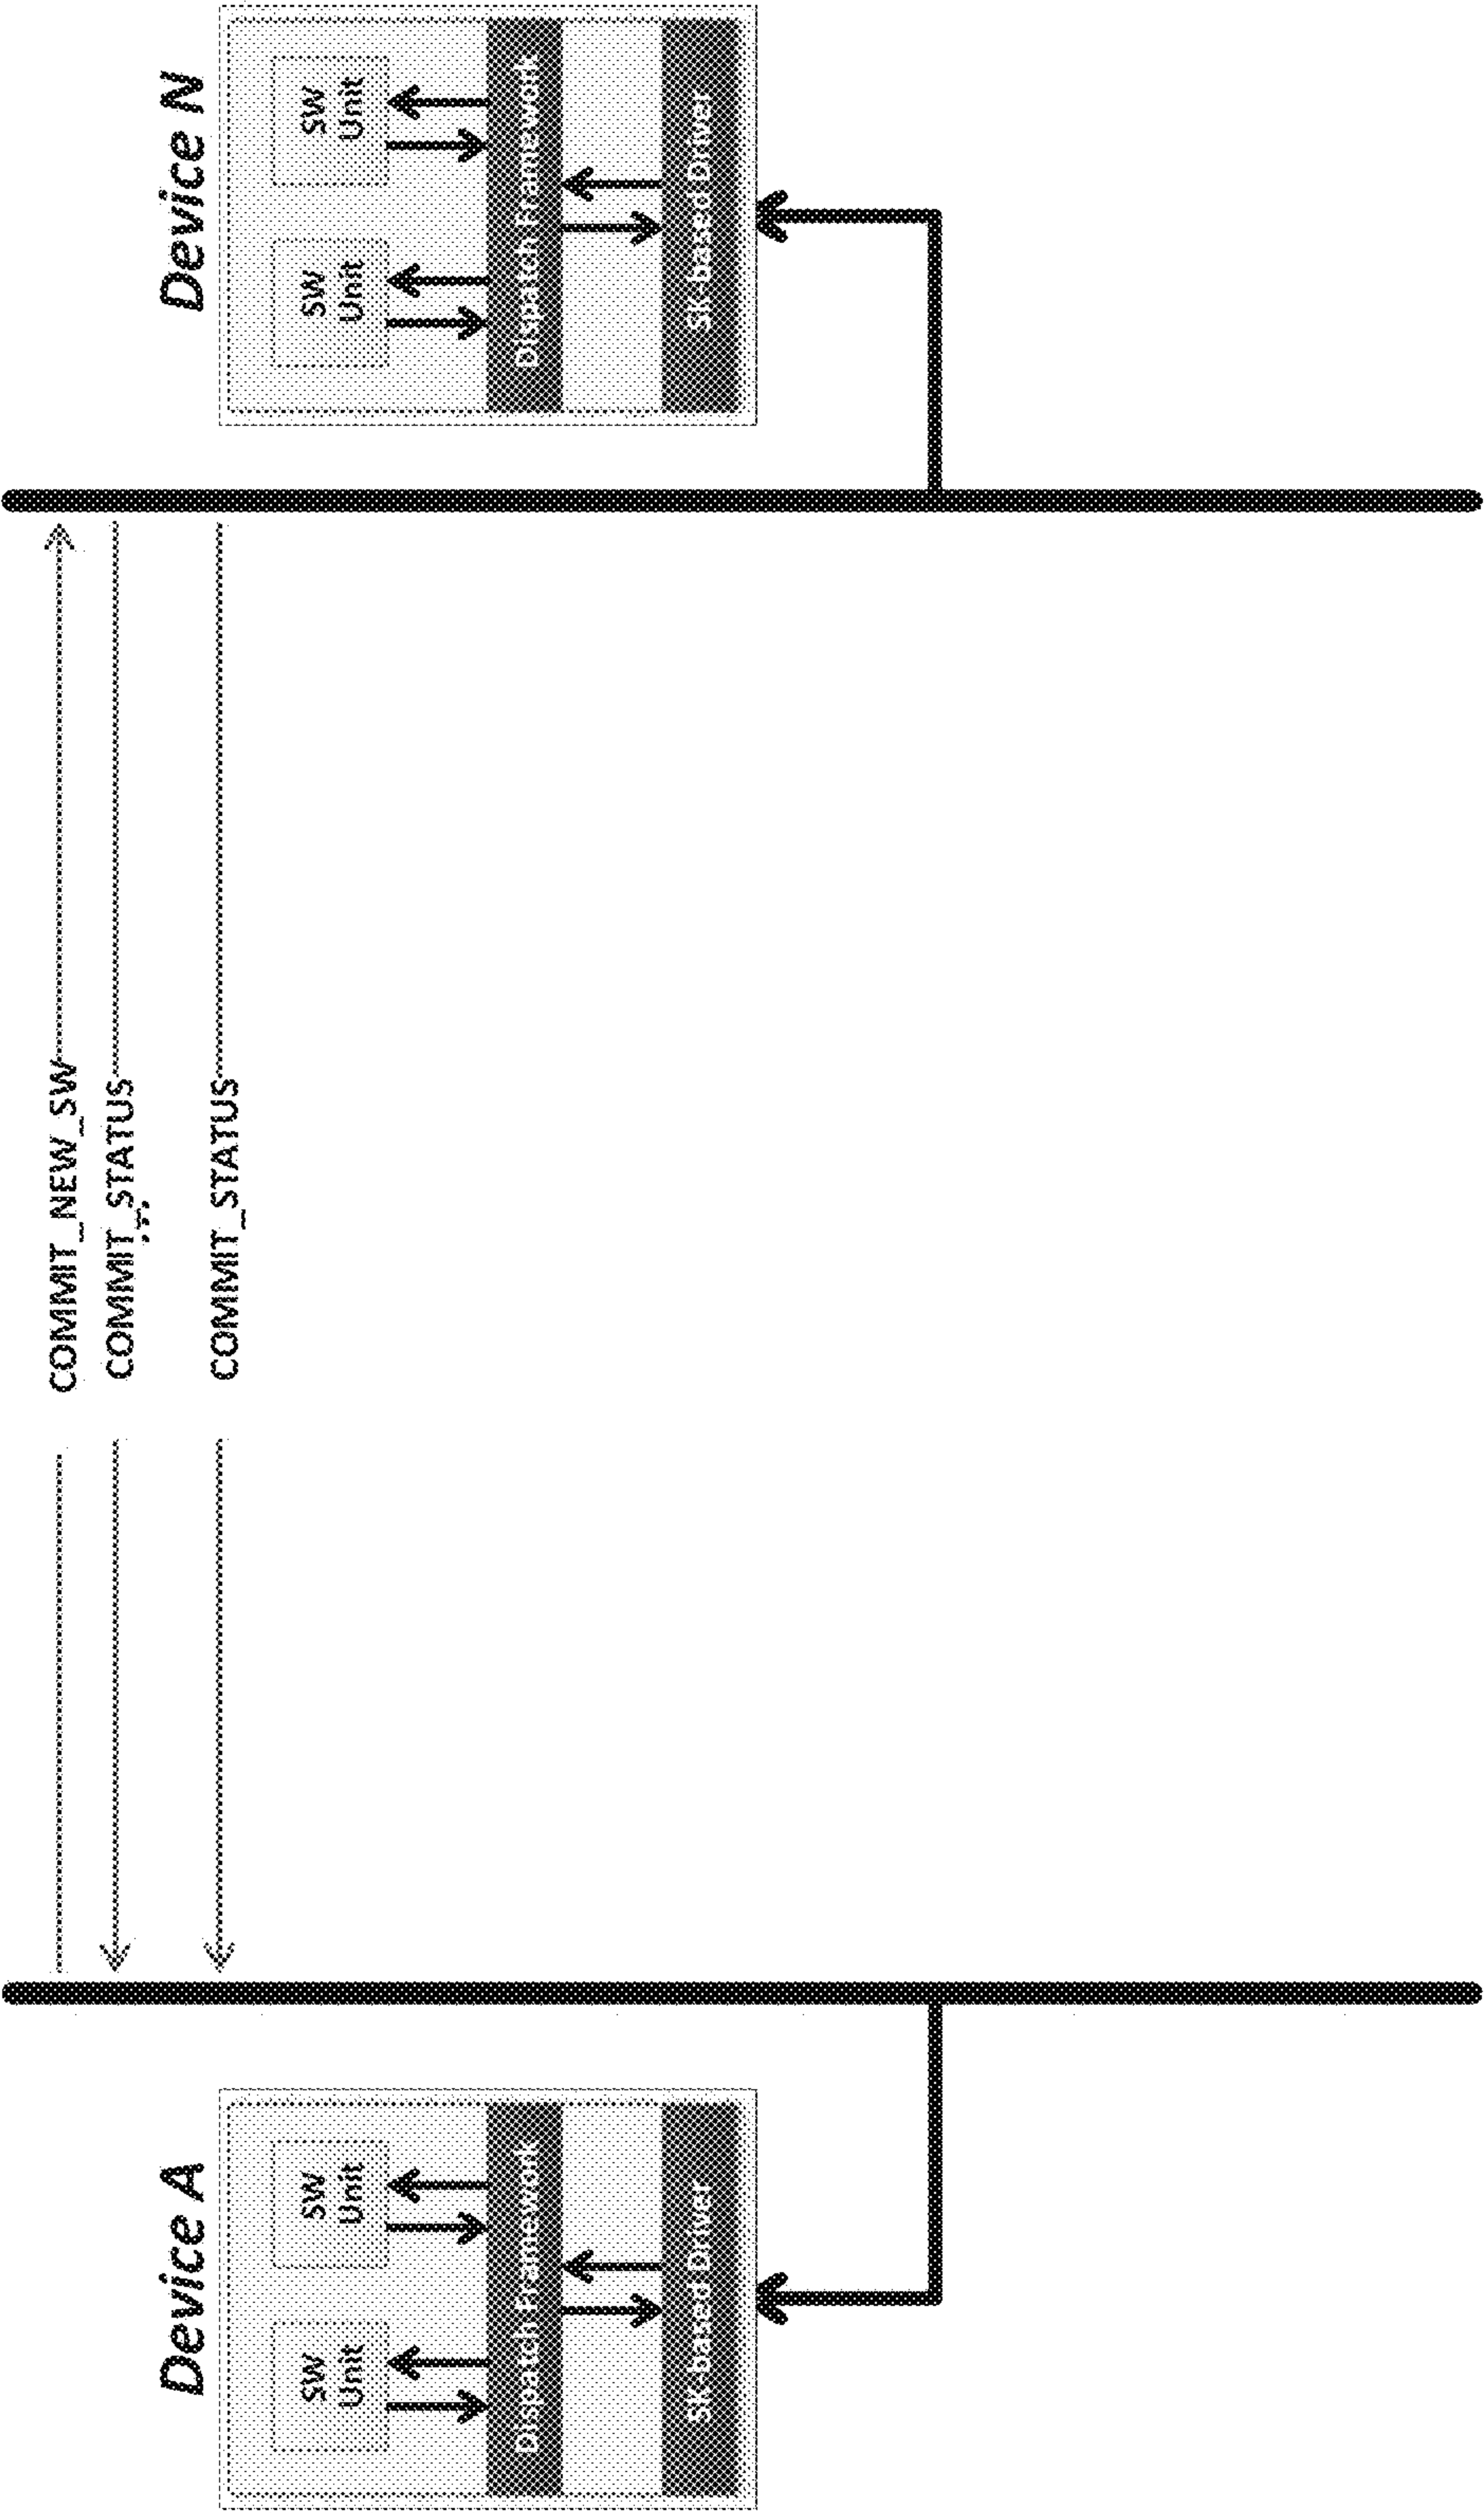 COMMIT_NEW_SW
COMMIT_STATUS
...
COMMIT_STATUS
Device A
SW
Unit
SW
Unit
Dispatch Framework
SK-based Driver
Device N
SW
Unit
SW
Unit
Dispatch Framework
SK-based Driver